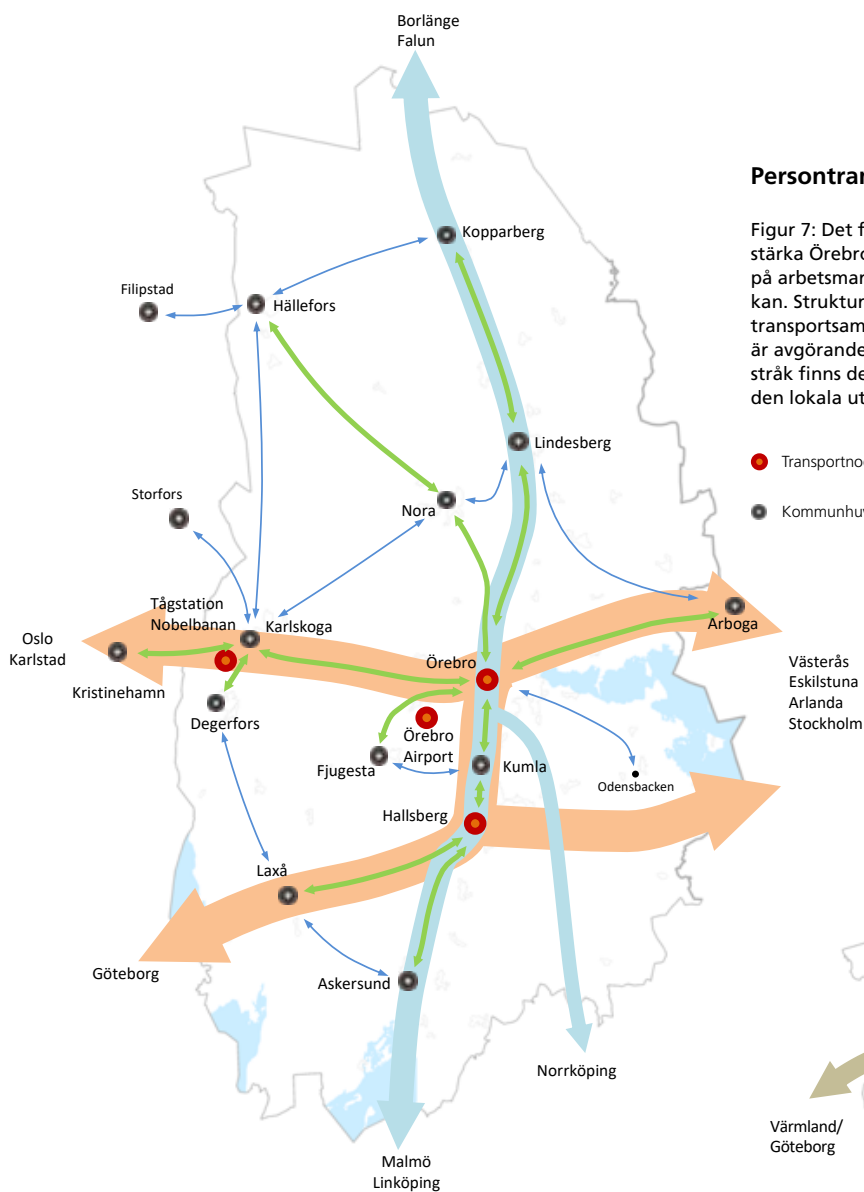 Borlänge
Falun
Kopparberg
Filipstad
Hällefors
Lindesberg
Nora
Storfors
Tågstation
Nobelbanan
Karlskoga
Oslo
Karlstad
Kristinehamn
Degerfors
Örebro
Arboga
Västerås
Eskilstuna
Arlanda
Stockholm
Örebro
Airport
Fjugesta
Kumla
Odensbacken
Hallsberg
Laxå
Göteborg
Askersund
Norrköping
Malmö
Linköping
Persontran
Figur 7: Det f
stärka Örebro
på arbetsmar
kan. Struktur
transportsam
är avgörande
stråk finns de
den lokala ut
Transportnod
Kommunhuv
Värmland/
Göteborg